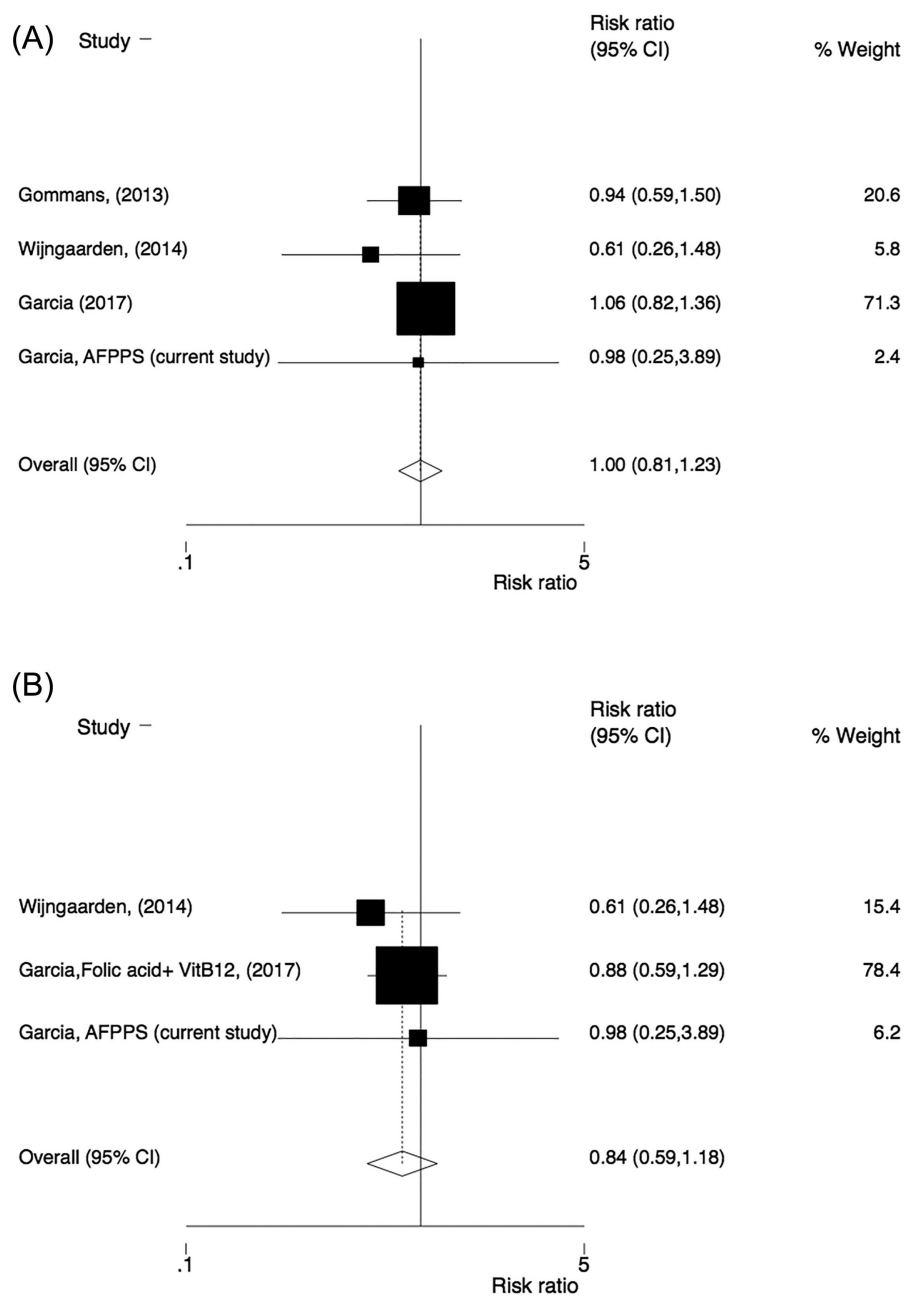 (A)
Study
Risk ratio
(95% CI)
% Weight
Gommans, (2013) 0.94 (0.59,1.50) 20.6
Wijngaarden, (2014) 0.61 (0.26,1.48) 5.8
Garcia (2017) 1.06 (0.82,1.36) 71.3
Garcia, AFPPS (current study) 0.98 (0.25,3.89) 2.4
Overall (95% CI) 1.00 (0.81,1.23)
.1 5
Risk ratio
(B)
Study
Risk ratio
(95% CI)
% Weight
Wijngaarden, (2014) 0.61 (0.26,1.48) 15.4
Garcia,Folic acid+ VitB12, (2017) 0.88 (0.59,1.29) 78.4
Garcia, AFPPS (current study) 0.98 (0.25,3.89) 6.2
Overall (95% CI) 0.84 (0.59,1.18)
.1 5
Risk ratio